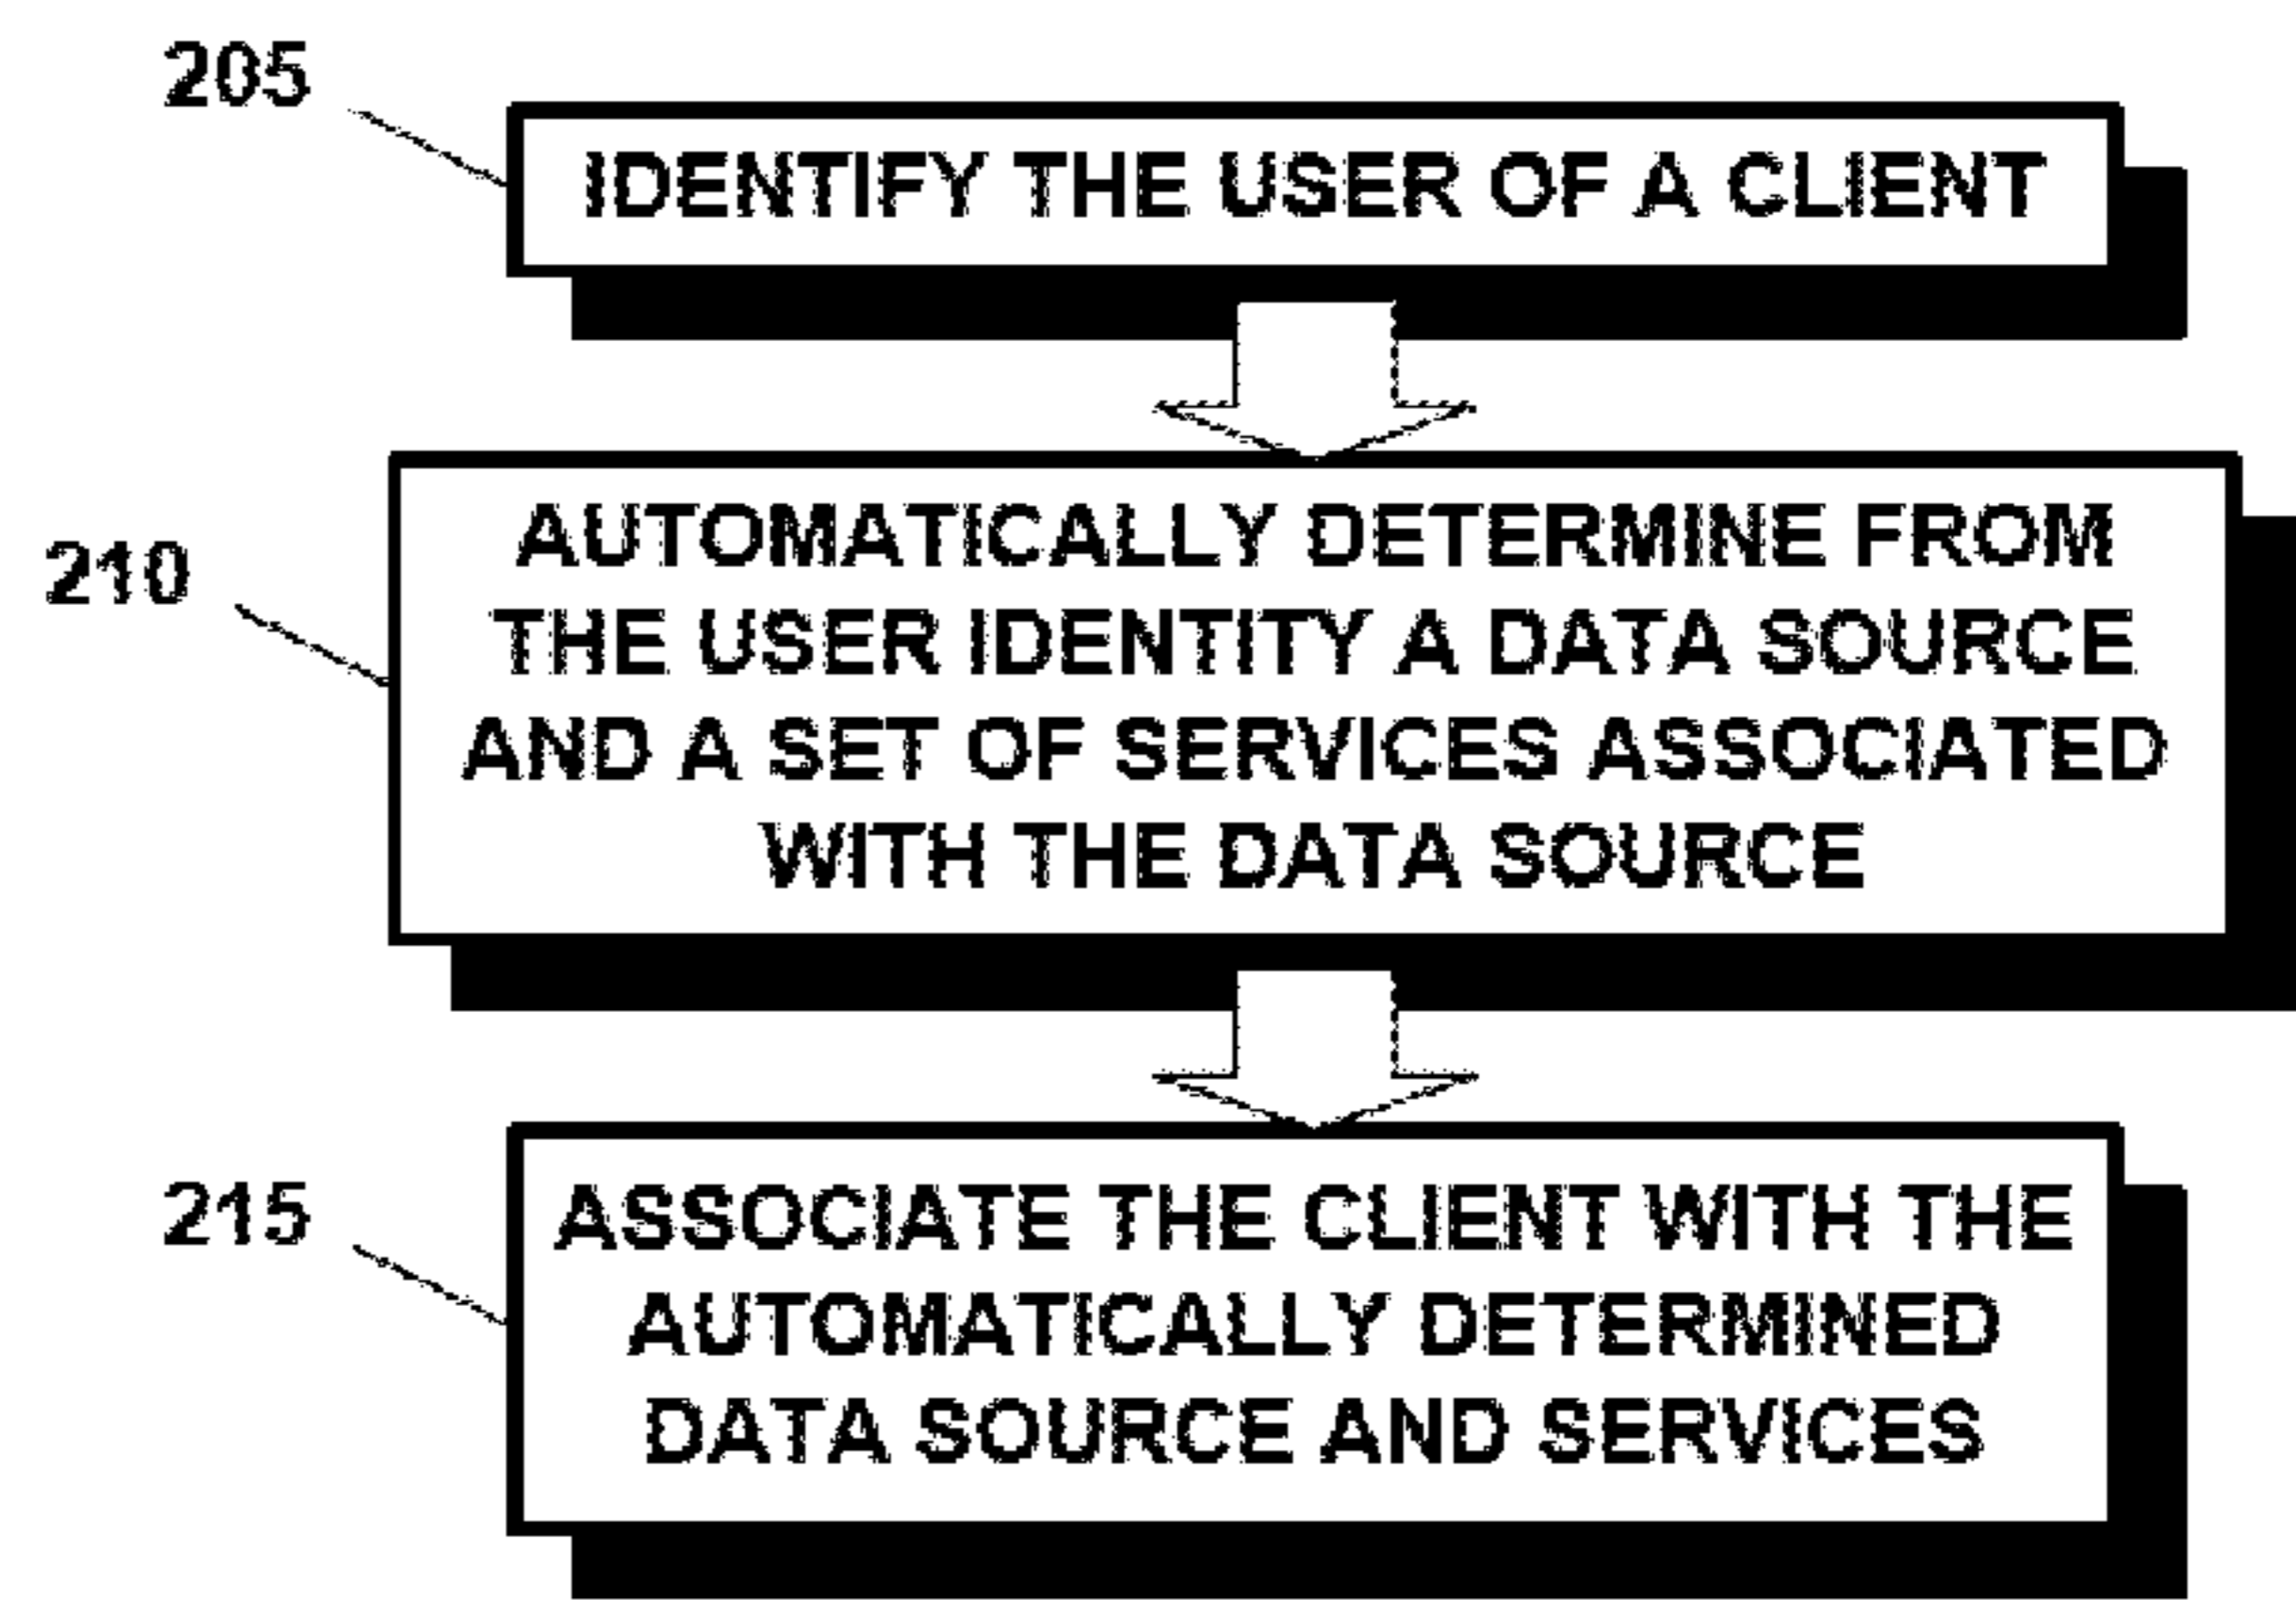 205
IDENTIFY THE USER OF A CLIENT
210
AUTOMATICALLY DETERMINE FROM
THE USER IDENTITY A DATA SOURCE
AND A SET OF SERVICES ASSOCIATED
WITH THE DATA SOURCE
215
ASSOCIATE THE CLIENT WITH THE
AUTOMATICALLY DETERMINED
DATA SOURCE AND SERVICES